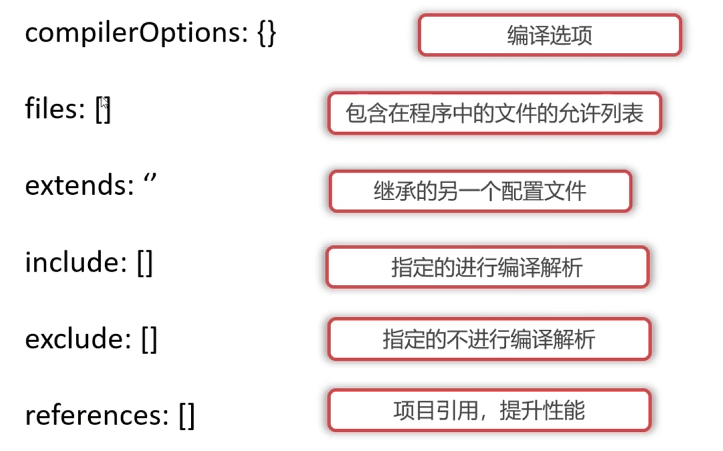 compilerOptions: {}
编译选项
files: []
包含在程序中的文件的允许列表
extends: ‘’
继承的另一个配置文件
include: []
指定的进行编译解析
exclude: []
指定的不进行编译解析
references: []
项目引用，提升性能